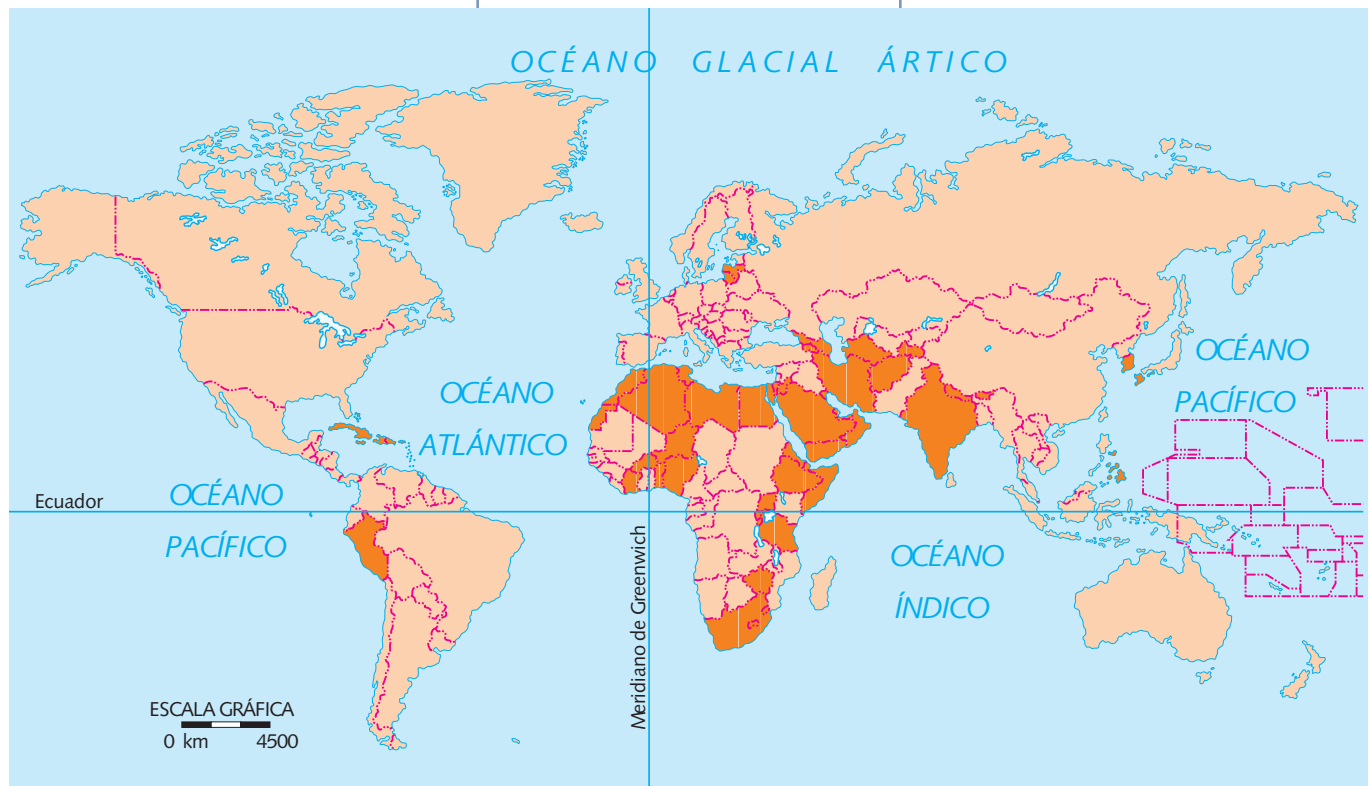 OCÉANO GLACIAL ÁRTICO
OCÉANO
PACÍFICO
OCÉANO
ATLÁNTICO
Ecuador
OCÉANO
PACÍFICO
OCÉANO
ÍNDICO
Meridiano de Greenwich
ESCALA GRÁFICA
0 km 4500